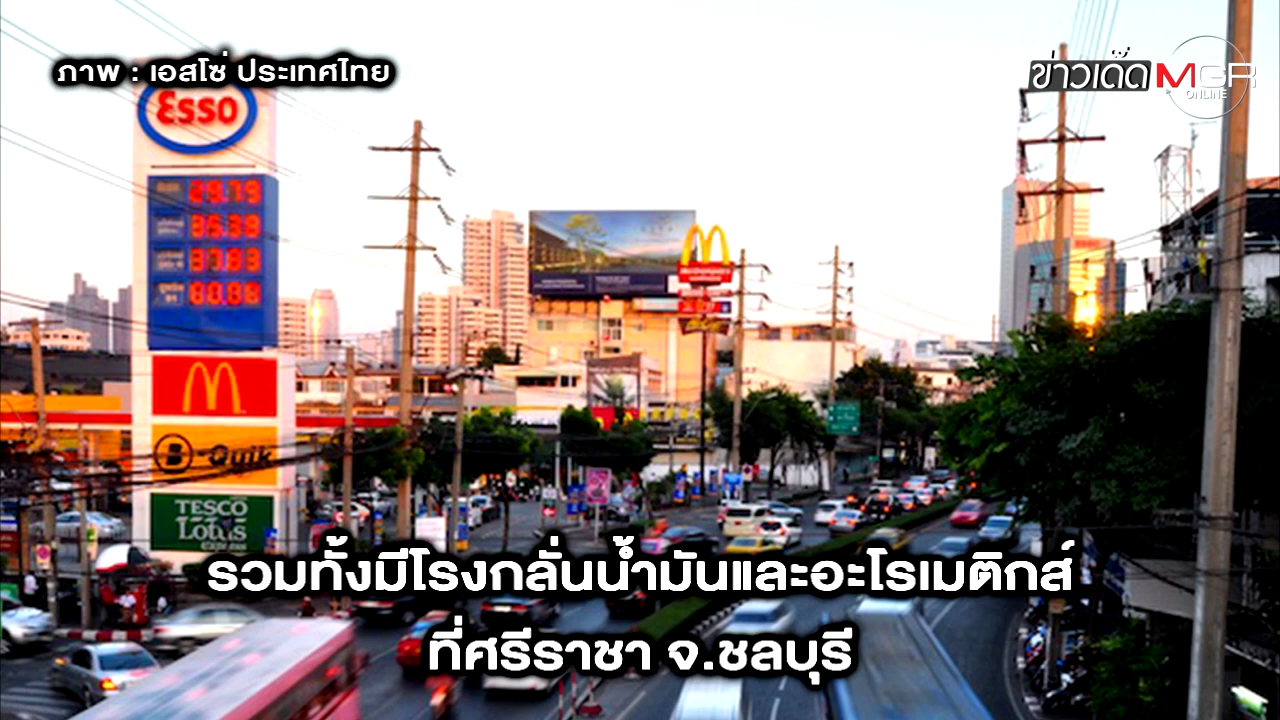 ภาพ : เอสโซ่ ประเทศไทย
ข่าวเด็ด MGR
ONLINE
Esso
29.79
36.39
37.83
B-Quik
TESCO
Lotus
express
รวมทั้งมีโรงกลั่นน้ำมันและอะโรเมติกส์
ที่ศรีราชา จ.ชลบุรี